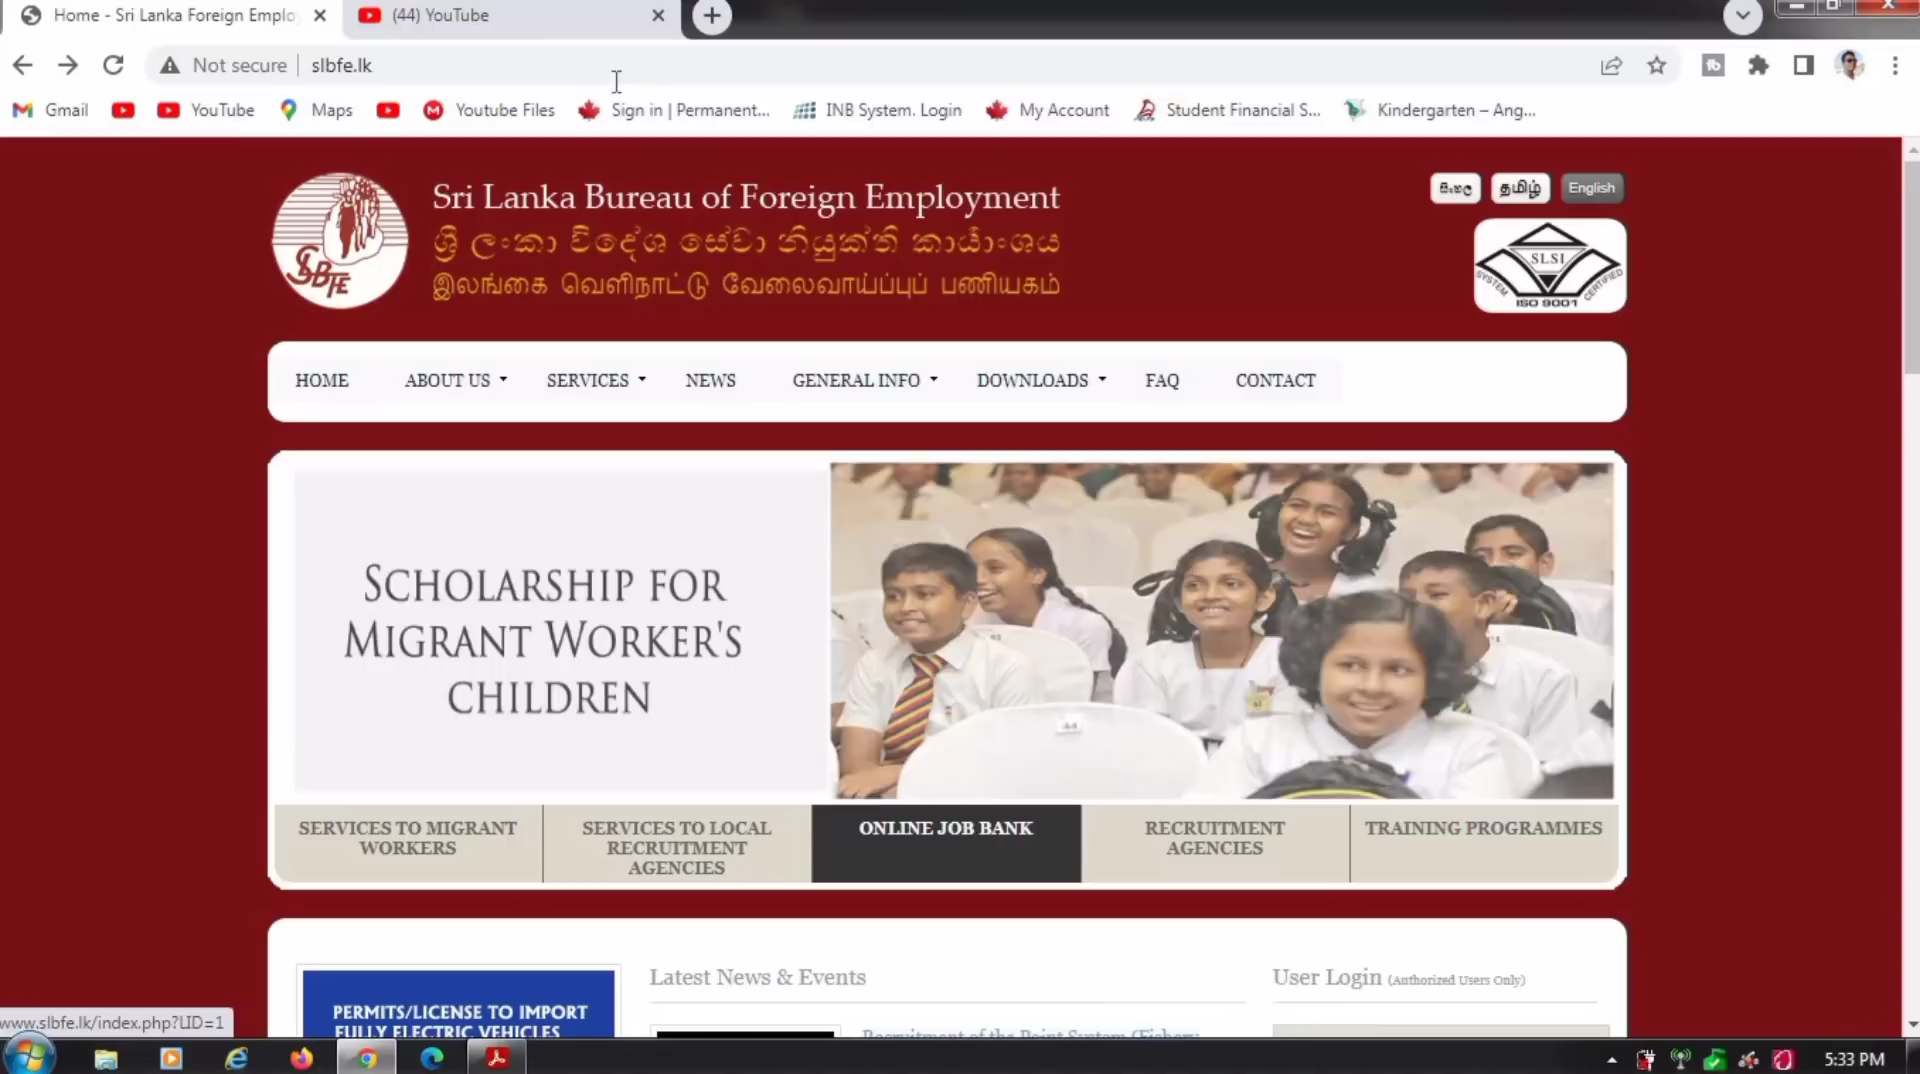 Home - Sri Lanka Foreign Emplo
(44) YouTube
Not secure
slbfe.lk
Gmail
YouTube
Maps
Youtube Files
Sign in | Permanent...
INB System. Login
My Account
Student Financial S...
Kindergarten – Ang...
Sri Lanka Bureau of Foreign Employment
ශ්‍රී ලංකා විදේශ සේවා නියුක්ති කාර්යාංශය
இலங்கை வெளிநாட்டு வேலைவாய்ப்புப் பணியகம்
SLBFE
සිංහල
தமிழ்
English
SLSI
SYSTEM CERTIFIED
ISO 9001
HOME
ABOUT US
SERVICES
NEWS
GENERAL INFO
DOWNLOADS
FAQ
CONTACT
SCHOLARSHIP FOR
MIGRANT WORKER'S
CHILDREN
SERVICES TO MIGRANT
WORKERS
SERVICES TO LOCAL
RECRUITMENT
AGENCIES
ONLINE JOB BANK
RECRUITMENT
AGENCIES
TRAINING PROGRAMMES
PERMITS/LICENSE TO IMPORT
FULLY ELECTRIC VEHICLES
Latest News & Events
Recruitment of the Point System (Fishery
User Login (Authorized Users Only)
www.slbfe.lk/index.php?LID=1
5:33 PM